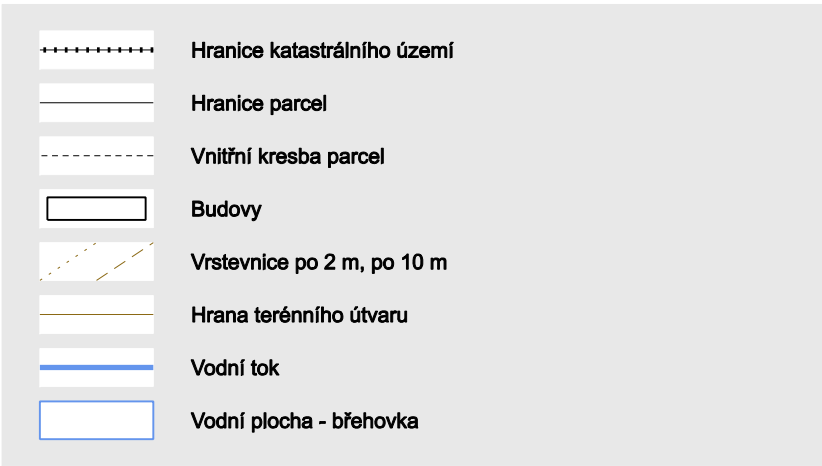 Hranice katastrálního území
Hranice parcel
Vnitřní kresba parcel
Budovy
Vrstevnice po 2 m, po 10 m
Hrana terénního útvaru
Vodní tok
Vodní plocha - břehovka